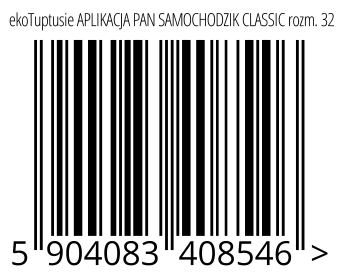 ekoTuptusie APLIKACJA PAN SAMOCHODZIK CLASSIC rozm. 32
5 904083 408546 >